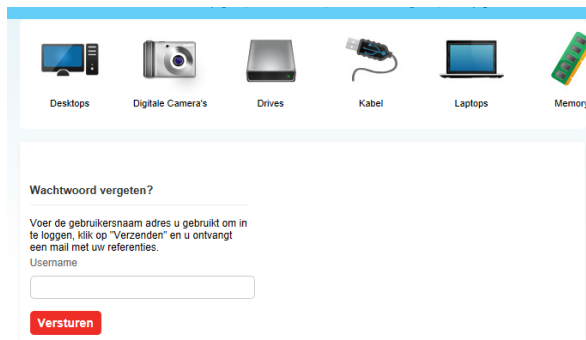 Desktops
Digitale Camera's
Drives
Kabel
Laptops
Memory
Wachtwoord vergeten?
Voer de gebruikersnaam adres u gebruikt om in
te loggen, klik op "Verzenden" en u ontvangt
een mail met uw referenties.
Username
Versturen